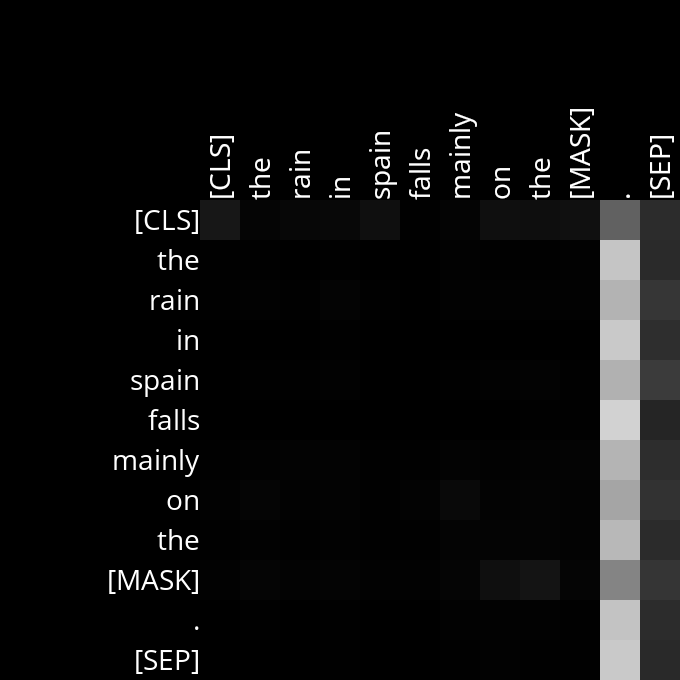 [CLS] the rain in spain falls mainly on the [MASK] . [SEP]
[CLS]
the
rain
in
spain
falls
mainly
on
the
[MASK]
.
[SEP]